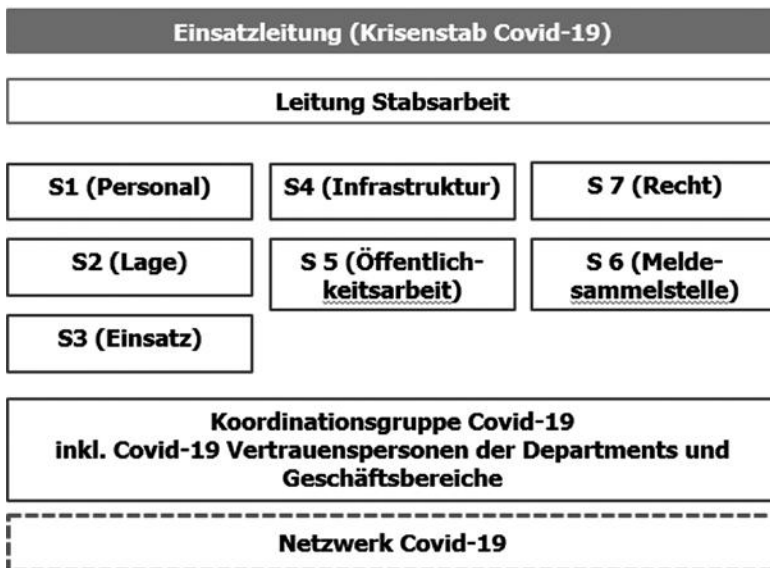 Einsatzleitung (Krisenstab Covid-19)
Leitung Stabsarbeit
S1 (Personal)
S4 (Infrastruktur)
S 7 (Recht)
S2 (Lage)
S 5 (Öffentlich-
keitsarbeit)
S 6 (Melde-
sammelstelle)
S3 (Einsatz)
Koordinationsgruppe Covid-19
inkl. Covid-19 Vertrauenspersonen der Departments und
Geschäftsbereiche
Netzwerk Covid-19